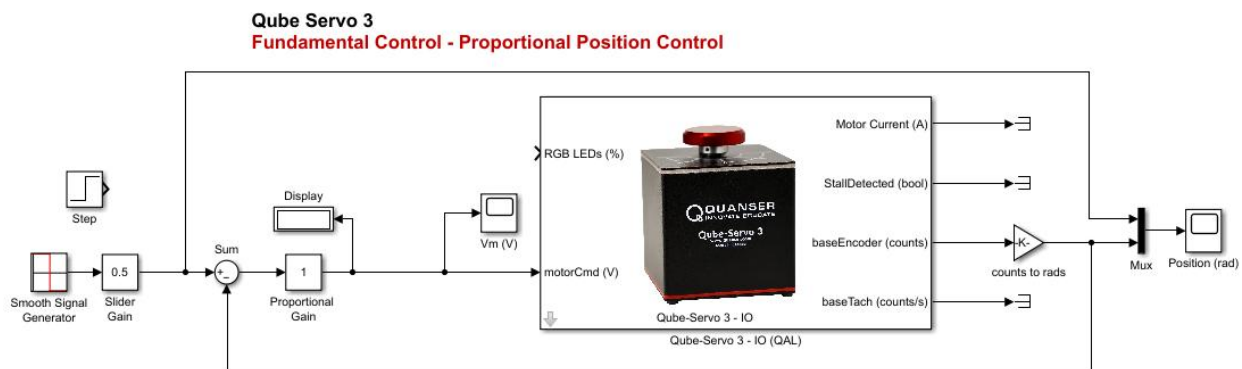 Qube Servo 3
Fundamental Control - Proportional Position Control
Motor Current (A)
RGB LEDs (%)
StallDetected (bool)
Step
Display
Vm (V)
QUANSER
INNOVATE EDUCATE
Qube-Servo 3
baseEncoder (counts)
-K-
counts to rads
Mux
Position (rad)
Sum
+
-
Smooth Signal
Generator
0.5
Slider
Gain
1
Proportional
Gain
motorCmd (V)
baseTach (counts/s)
Qube-Servo 3 - IO
Qube-Servo 3 - IO (QAL)